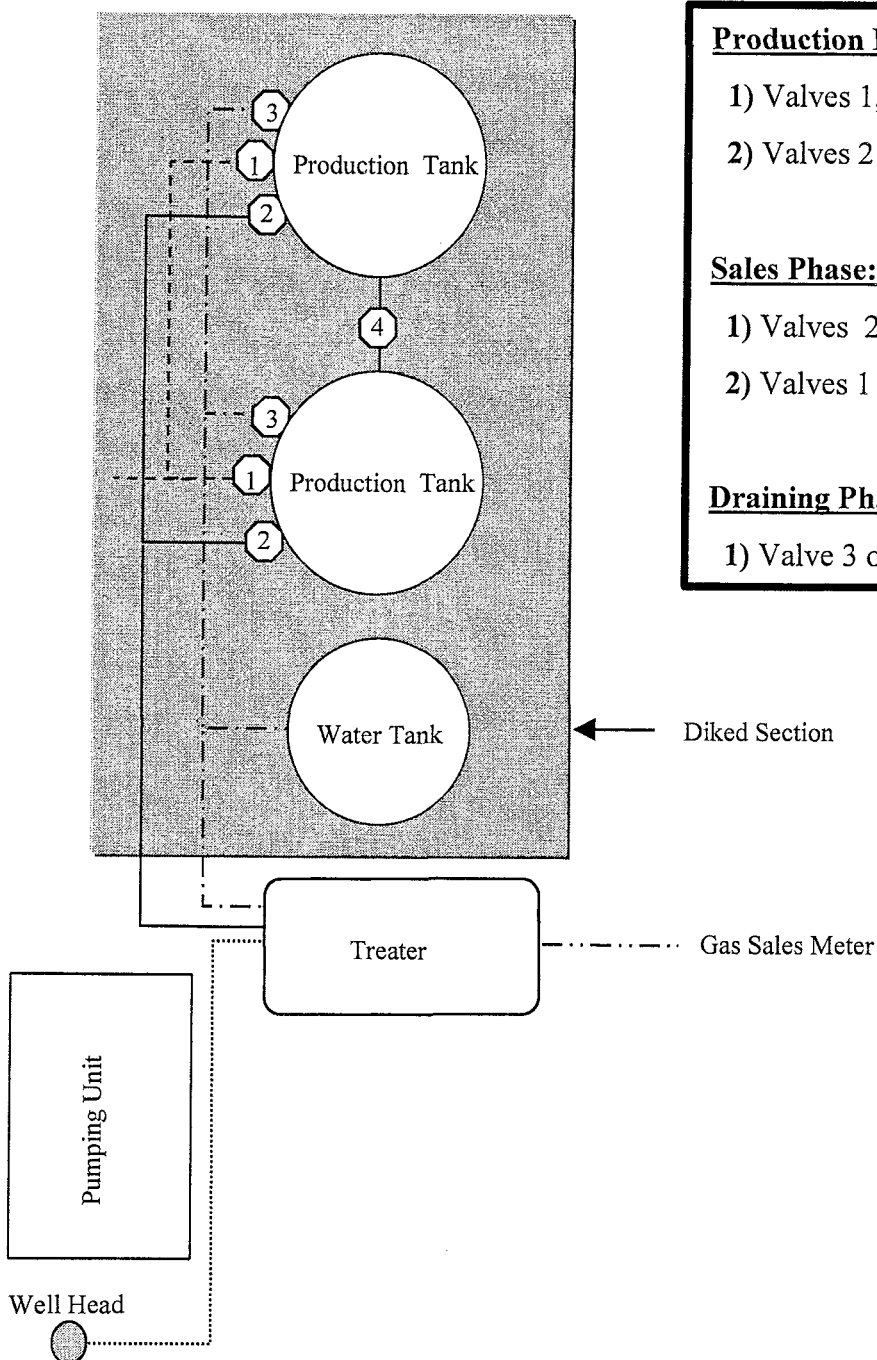 3
1
Production Tank
2
4
3
1
Production Tank
2
Water Tank
Diked Section
Treater
Gas Sales Meter
Pumping Unit
Well Head
Production
1) Valves 1,
2) Valves 2
Sales Phase:
1) Valves 2
2) Valves 1
Draining
1) Valve 3